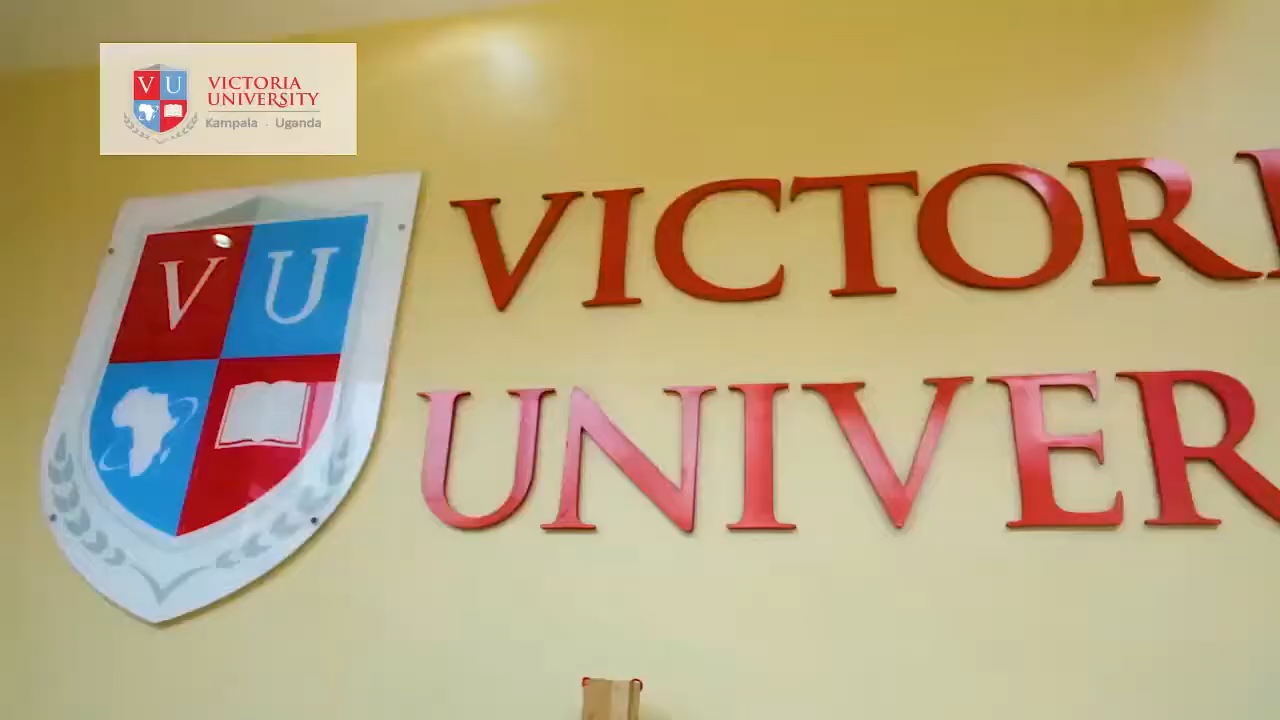 V U
VICTORIA
UNIVERSITY
Kampala . Uganda
V U
VICTORI
UNIVER